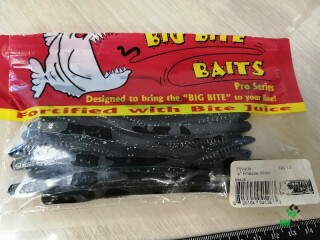 BIG BITE
BAITS
Pro Series
Designed to bring the "BIG BITE" to your line!
Fortified with Bite Juice